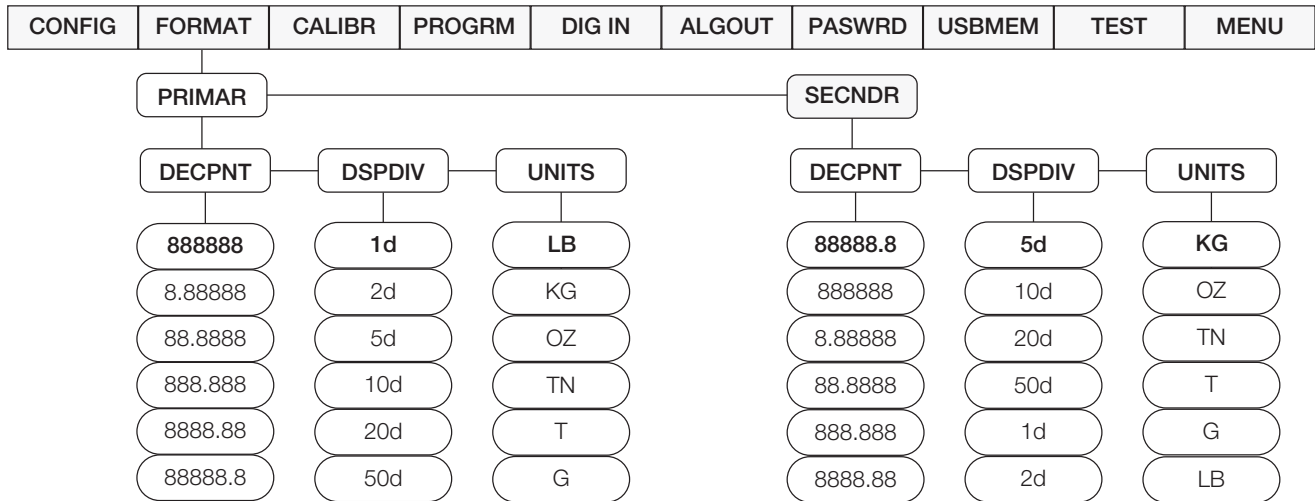 CONFIG FORMAT CALIBR PROGRM DIG IN ALGOUT PASWRD USBMEM TEST MENU
PRIMAR SECNDR
DECPNT DSPDIV UNITS DECPNT DSPDIV UNITS
888888 1d LB 88888.8 5d KG
8.88888 2d KG 888888 10d OZ
88.8888 5d OZ 8.88888 20d TN
888.888 10d TN 88.8888 50d T
8888.88 20d T 888.888 1d G
88888.8 50d G 8888.88 2d LB